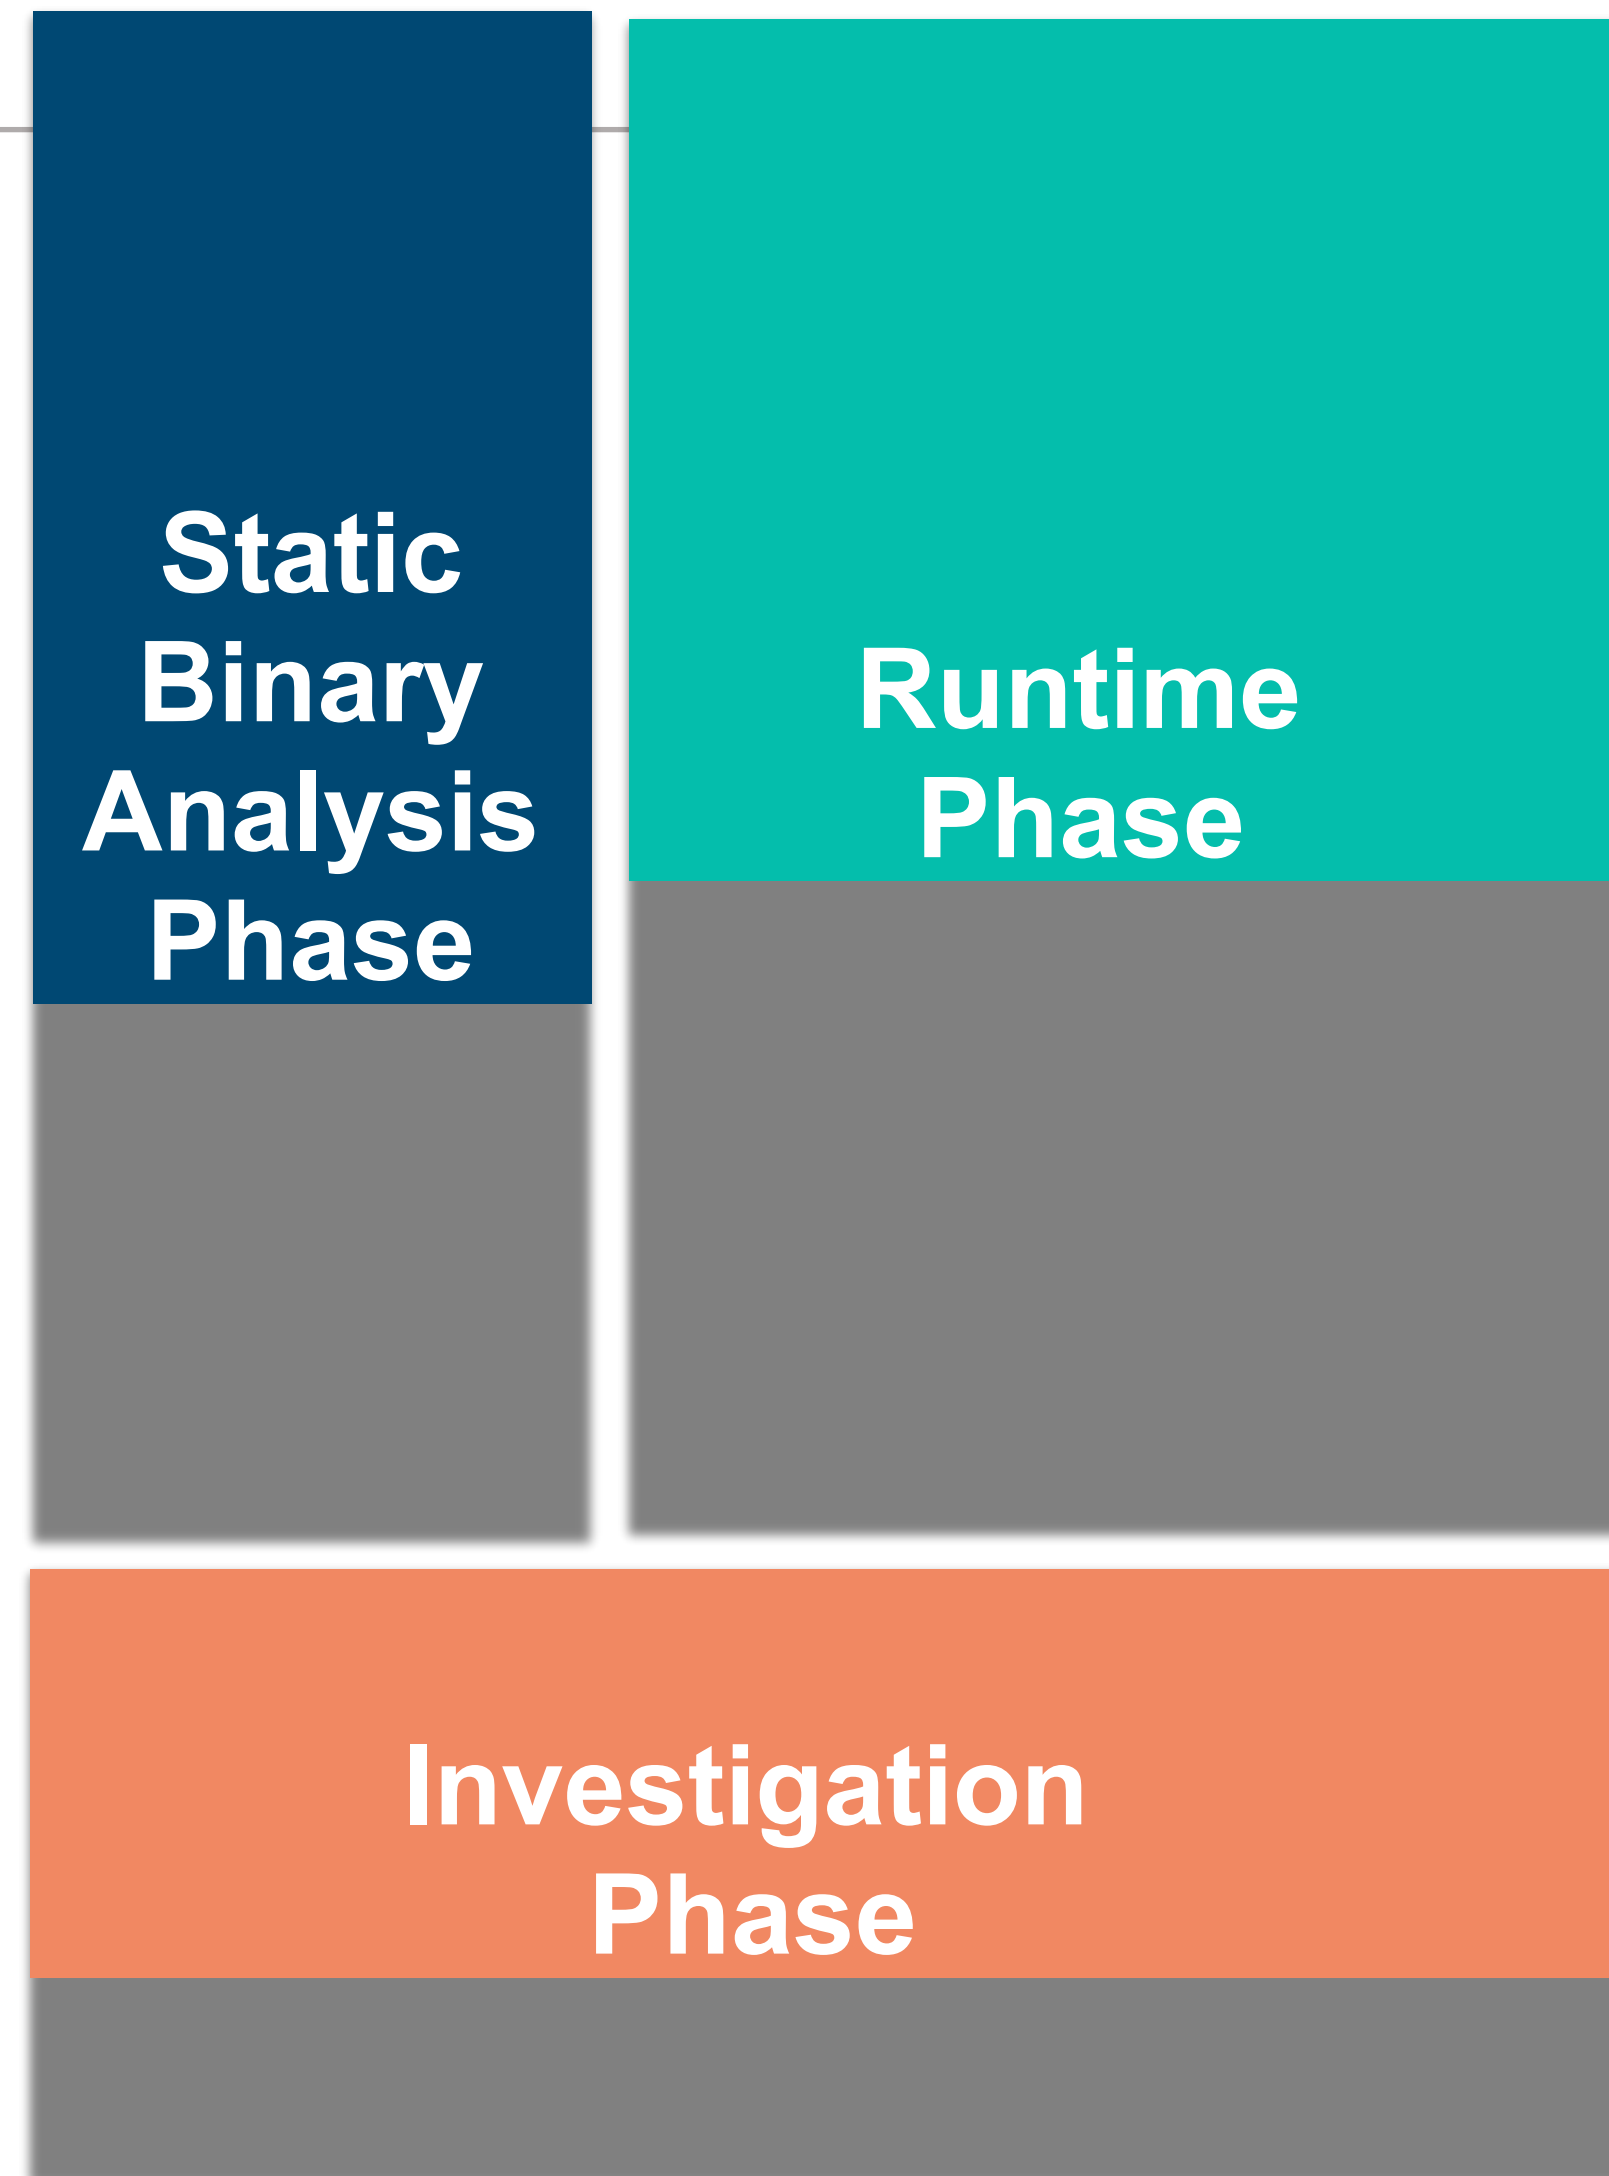 Static
Binary
Analysis
Phase
Runtime
Phase
Investigation
Phase